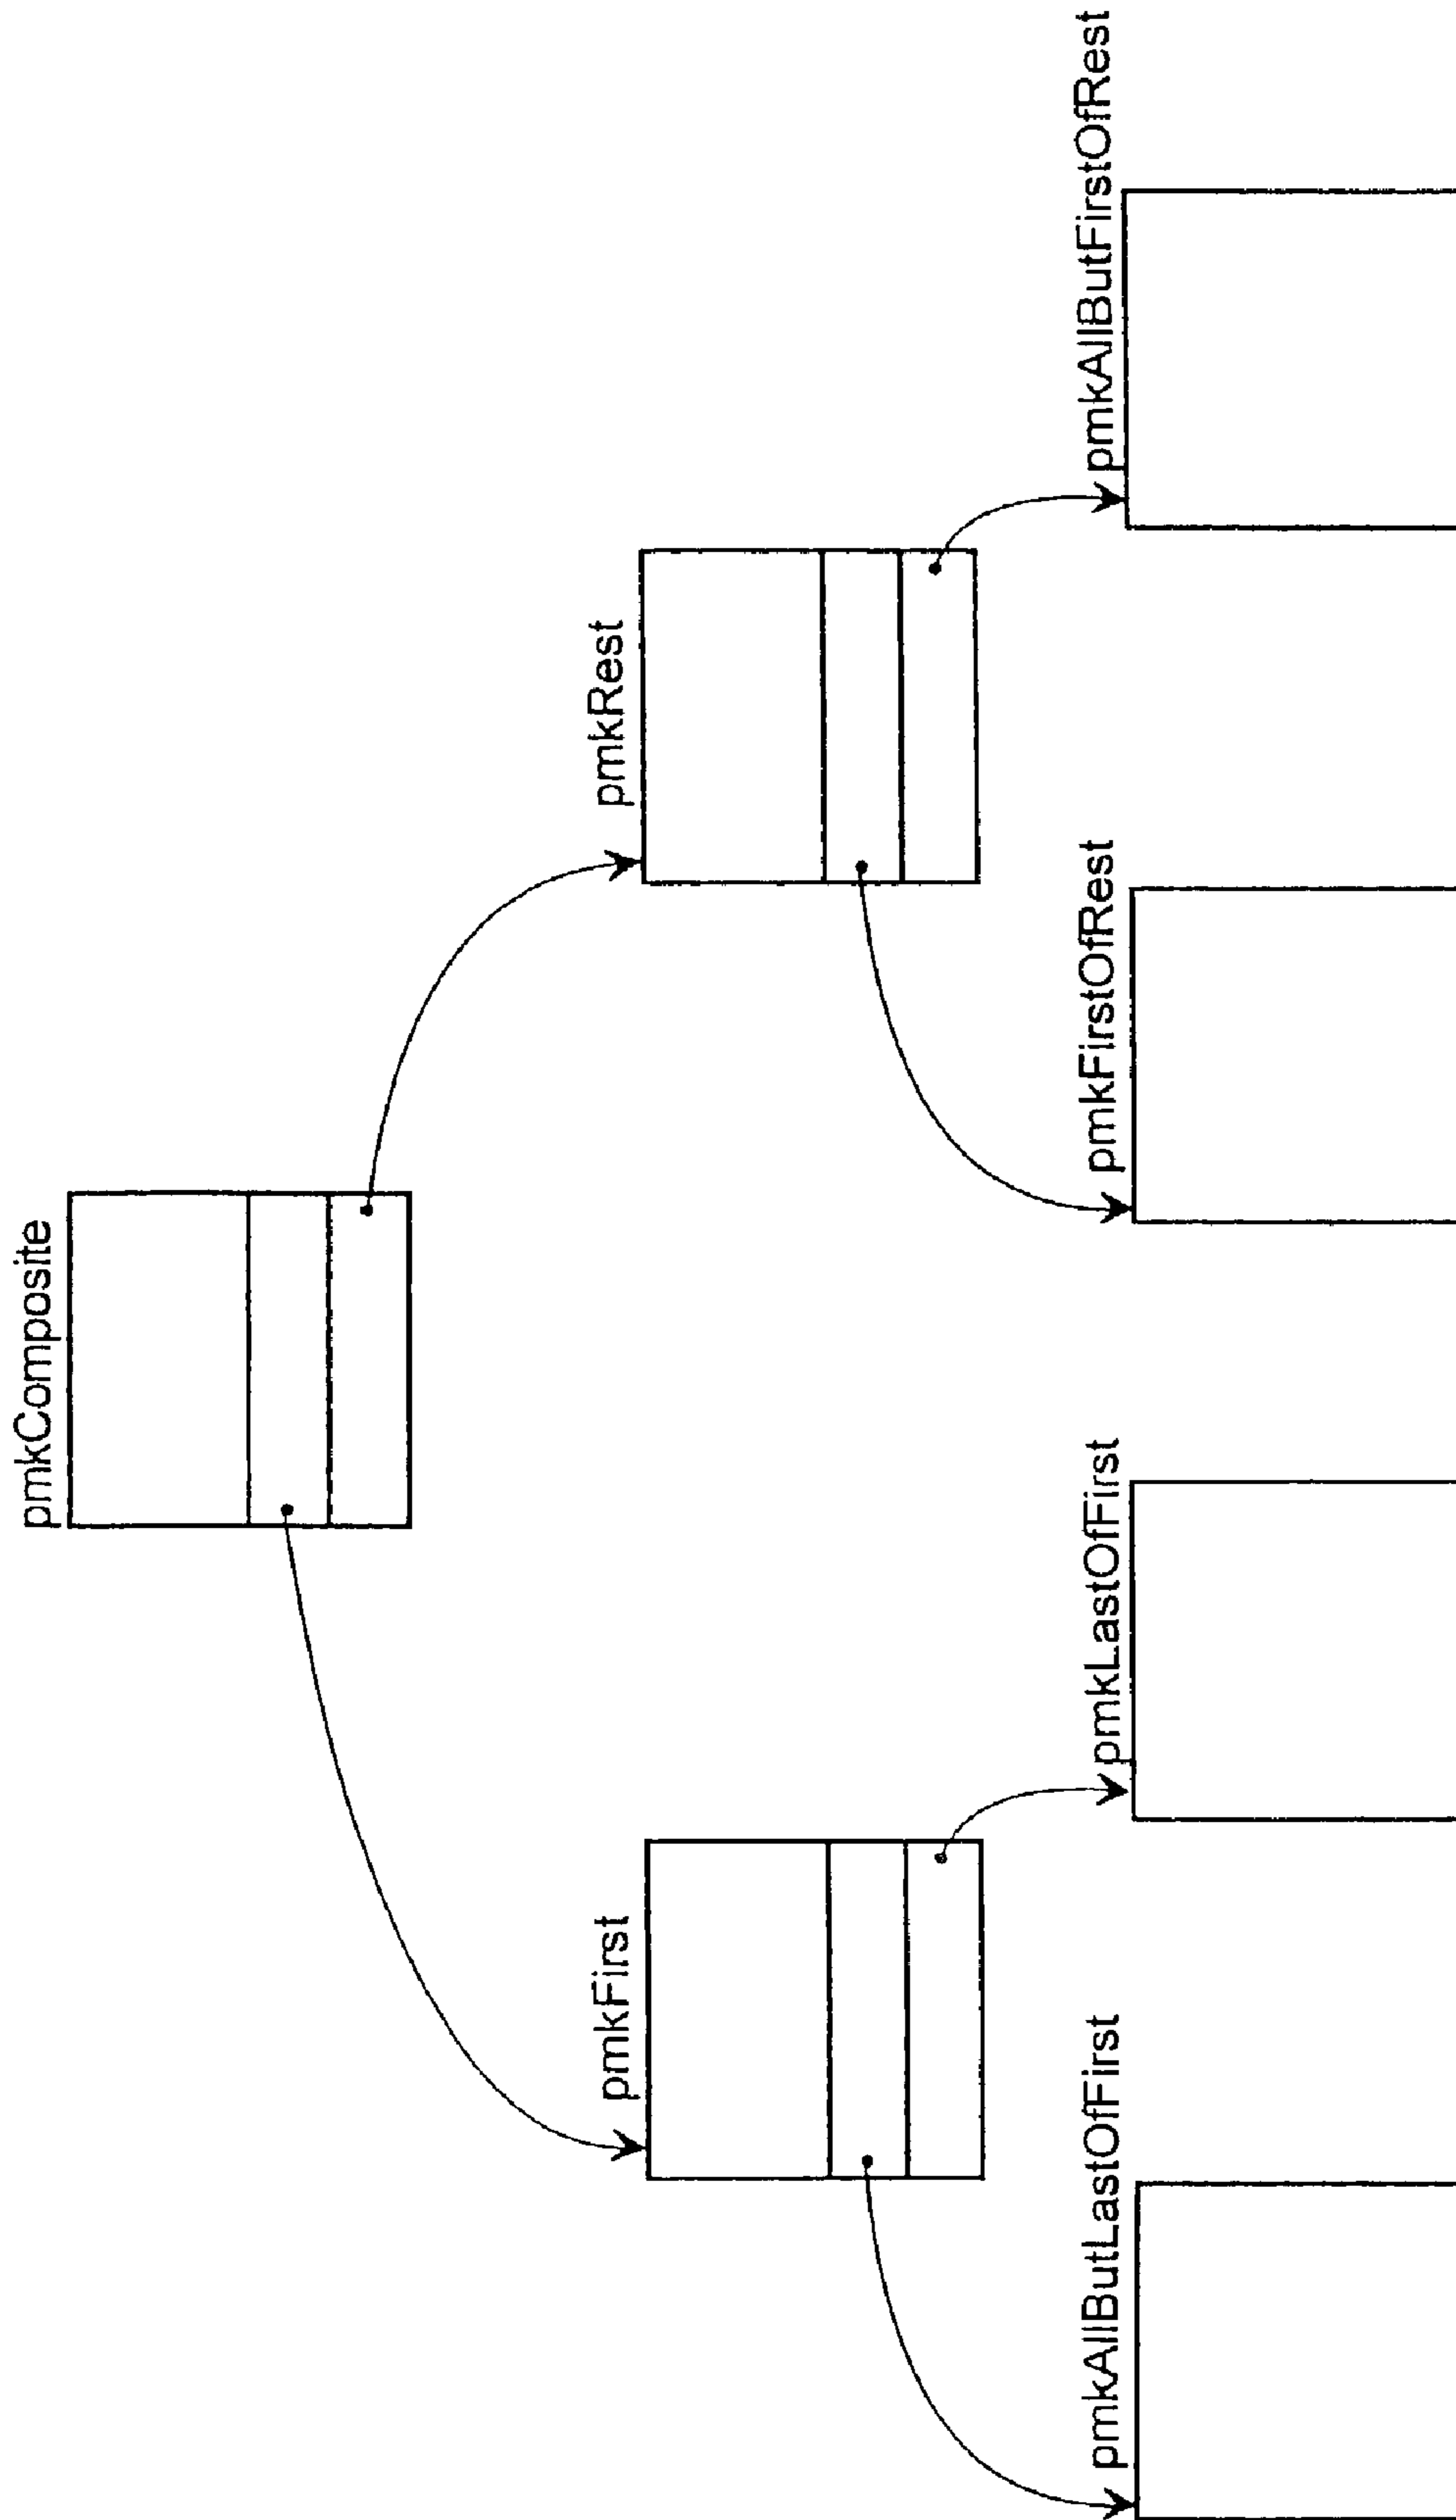 pmkComposite
pmkFirst
pmkRest
pmkAllButLastOfFirst
pmkLastOfFirst
pmkFirstOfRest
pmkAllButFirstOfRest